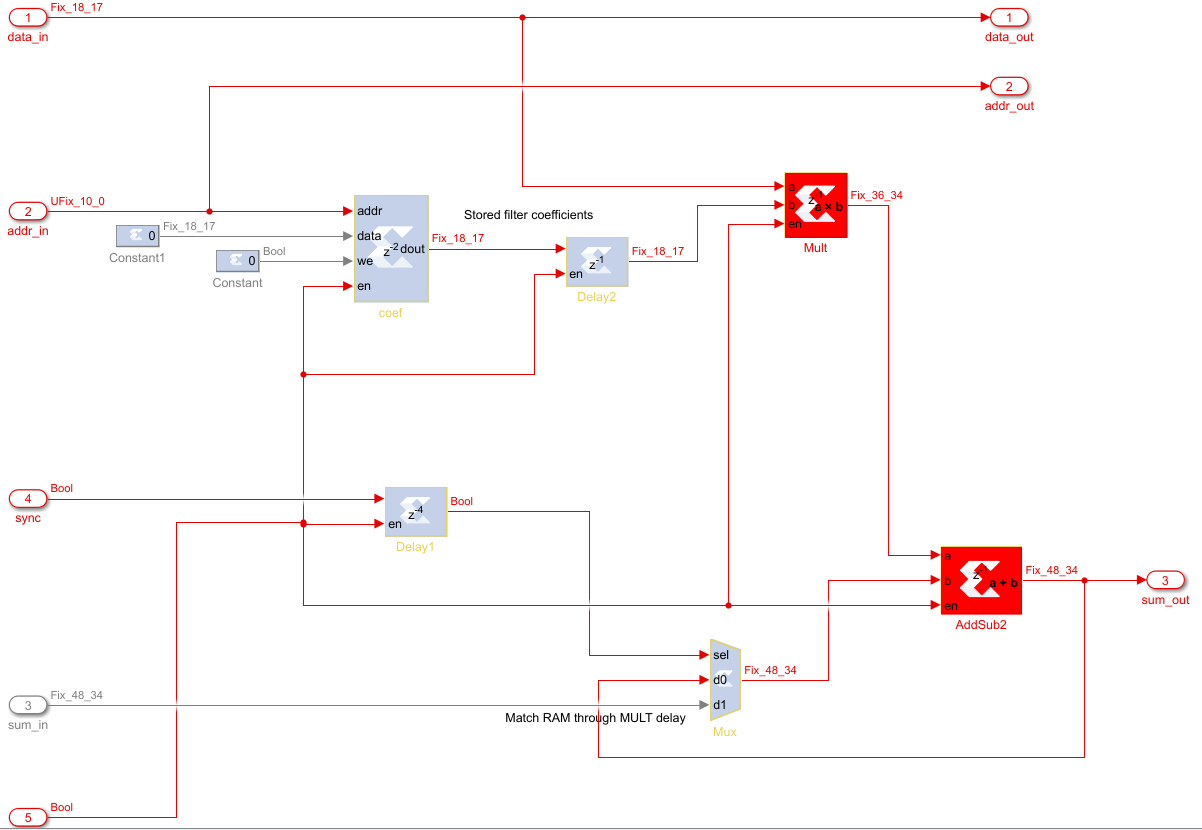 Fix_18_17
1
data_in
1
data_out
2
addr_out
UFix_10_0
2
addr_in
Fix_18_17
0
Constant1
Bool
0
Constant
addr
data
we
en
z-2
dout
coef
Stored filter coefficients
Fix_18_17
en
z-1
Delay2
Fix_18_17
a
b
en
z-1
a × b
Mult
Fix_36_34
Bool
4
sync
en
z-4
Delay1
Bool
a
b
en
z-1
a + b
AddSub2
Fix_48_34
3
sum_out
sel
d0
d1
Mux
Fix_48_34
Fix_48_34
3
sum_in
Match RAM through MULT delay
Bool
5